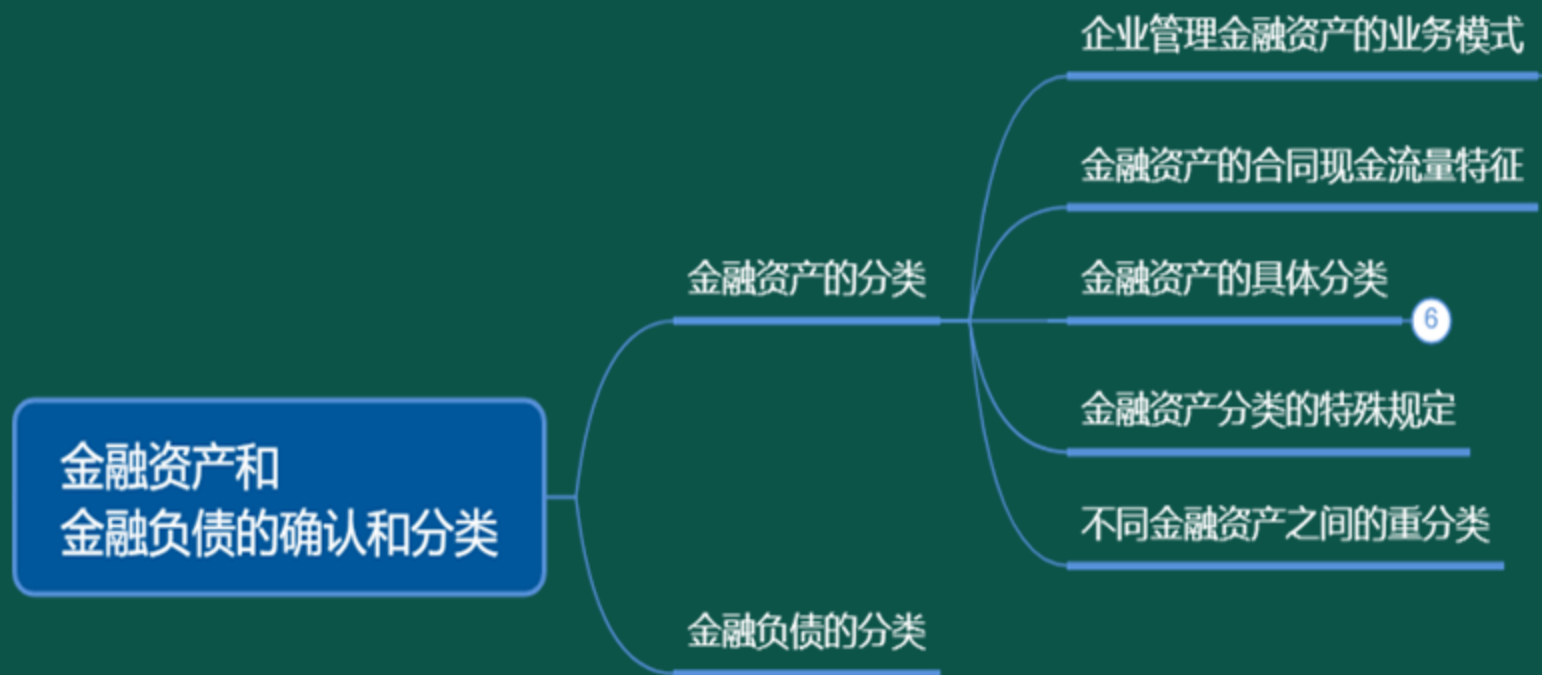 企业管理金融资产的业务模式
金融资产的合同现金流量特征
金融资产的分类
金融资产的具体分类
6
金融资产分类的特殊规定
金融资产和
金融负债的确认和分类
不同金融资产之间的重分类
金融负债的分类